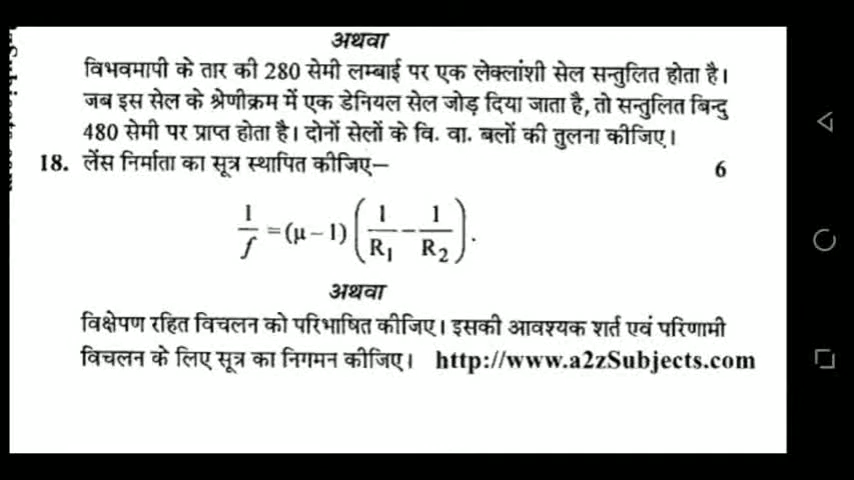 अथवा
विभवमापी के तार की 280 सेमी लम्बाई पर एक लेक्लांशी सेल सन्तुलित होता है।
जब इस सेल के श्रेणीक्रम में एक डेनियल सेल जोड़ दिया जाता है, तो सन्तुलित बिन्दु
480 सेमी पर प्राप्त होता है। दोनों सेलों के वि. वा. बलों की तुलना कीजिए।
18. लेंस निर्माता का सूत्र स्थापित कीजिए– 6
1/f = (μ – 1) (1/R₁ – 1/R₂).
अथवा
विक्षेपण रहित विचलन को परिभाषित कीजिए। इसकी आवश्यक शर्त एवं परिणामी
विचलन के लिए सूत्र का निगमन कीजिए। http://www.a2zSubjects.com